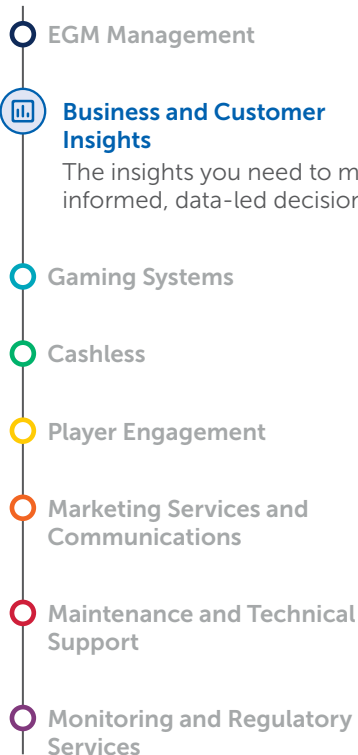 EGM Management
Business and Customer
Insights
The insights you need to m
informed, data-led decision
Gaming Systems
Cashless
Player Engagement
Marketing Services and
Communications
Maintenance and Technical
Support
Monitoring and Regulatory
Services